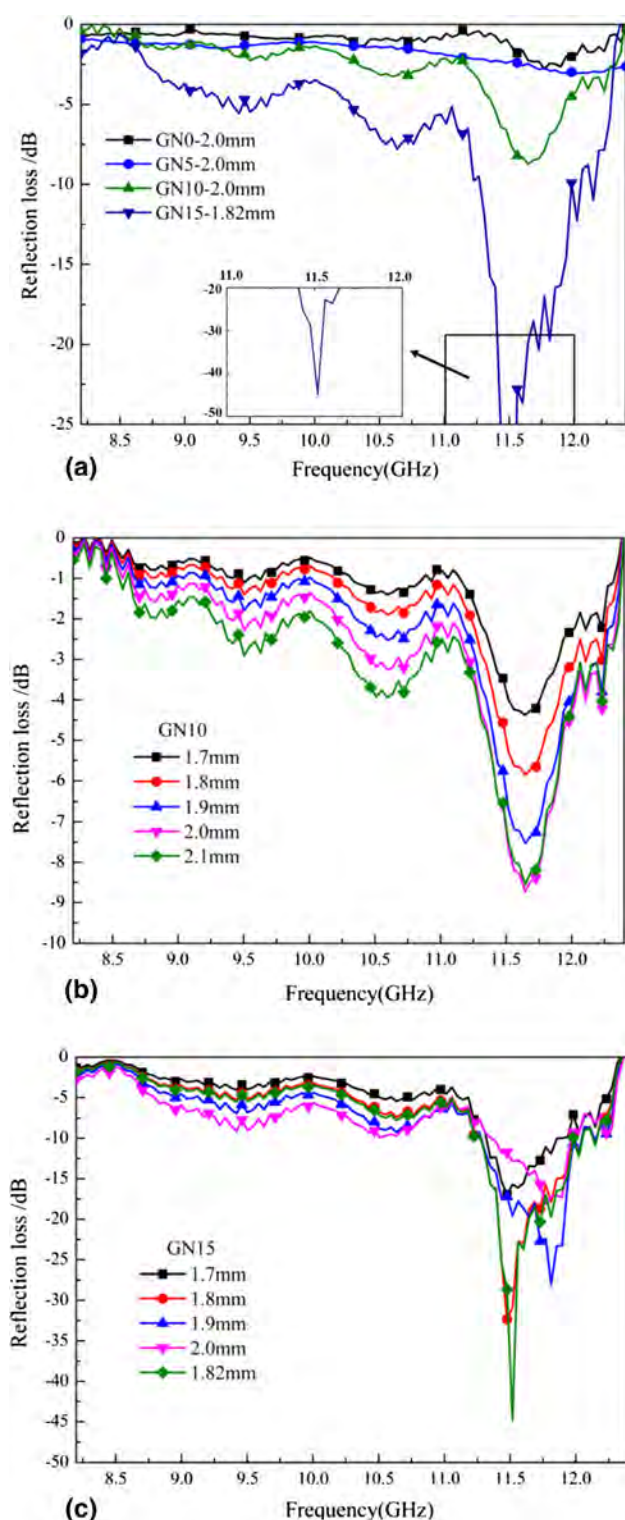 0
-5
-10
-15
-20
-25
Reflection loss /dB
GN0-2.0mm
GN5-2.0mm
GN10-2.0mm
GN15-1.82mm
11.0 11.5 12.0
-20
-30
-40
-50
8.5 9.0 9.5 10.0 10.5 11.0 11.5 12.0
(a)
Frequency(GHz)
0
-1
-2
-3
-4
-5
-6
-7
-8
-9
-10
Reflection loss /dB
GN10
1.7mm
1.8mm
1.9mm
2.0mm
2.1mm
8.5 9.0 9.5 10.0 10.5 11.0 11.5 12.0
(b)
Frequency(GHz)
0
-5
-10
-15
-20
-25
-30
-35
-40
-45
-50
Reflection loss /dB
GN15
1.7mm
1.8mm
1.9mm
2.0mm
1.82mm
8.5 9.0 9.5 10.0 10.5 11.0 11.5 12.0
(c)
Frequency(GHz)